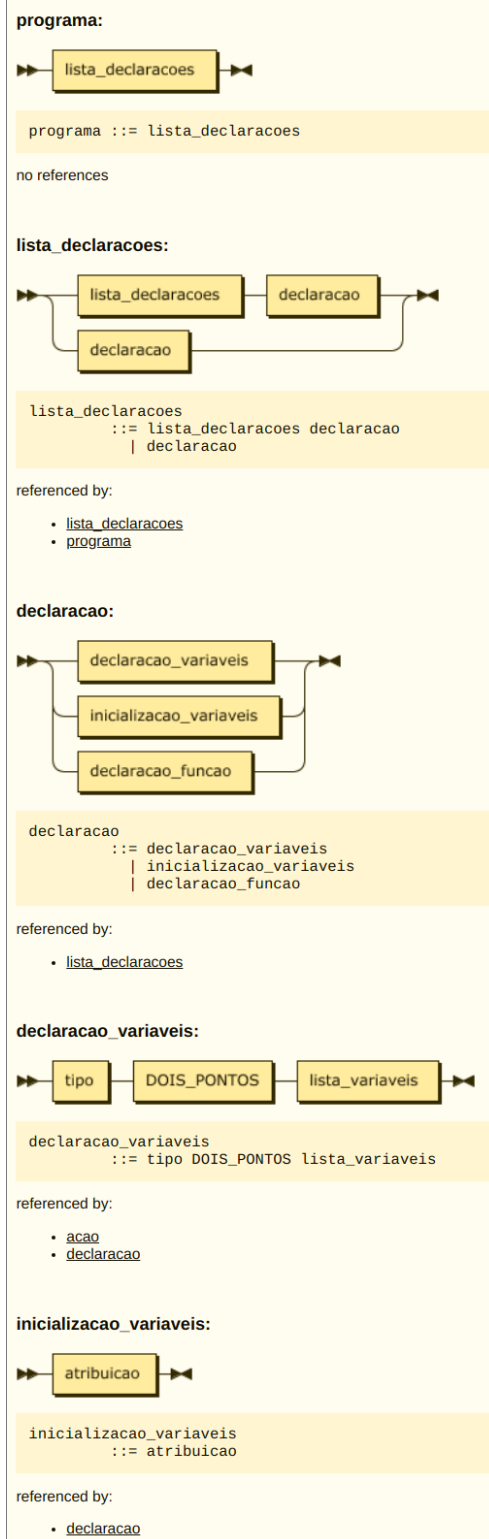 programa:
lista_declaracoes
programa ::= lista_declaracoes
no references
lista_declaracoes:
lista_declaracoes declaracao
declaracao
lista_declaracoes
::= lista_declaracoes declaracao
| declaracao
referenced by:
• lista_declaracoes
• programa
declaracao:
declaracao_variaveis
inicializacao_variaveis
declaracao_funcao
declaracao
::= declaracao_variaveis
| inicializacao_variaveis
| declaracao_funcao
referenced by:
• lista_declaracoes
declaracao_variaveis:
tipo DOIS_PONTOS lista_variaveis
declaracao_variaveis
::= tipo DOIS_PONTOS lista_variaveis
referenced by:
• acao
• declaracao
inicializacao_variaveis:
atribuicao
inicializacao_variaveis
::= atribuicao
referenced by:
• declaracao